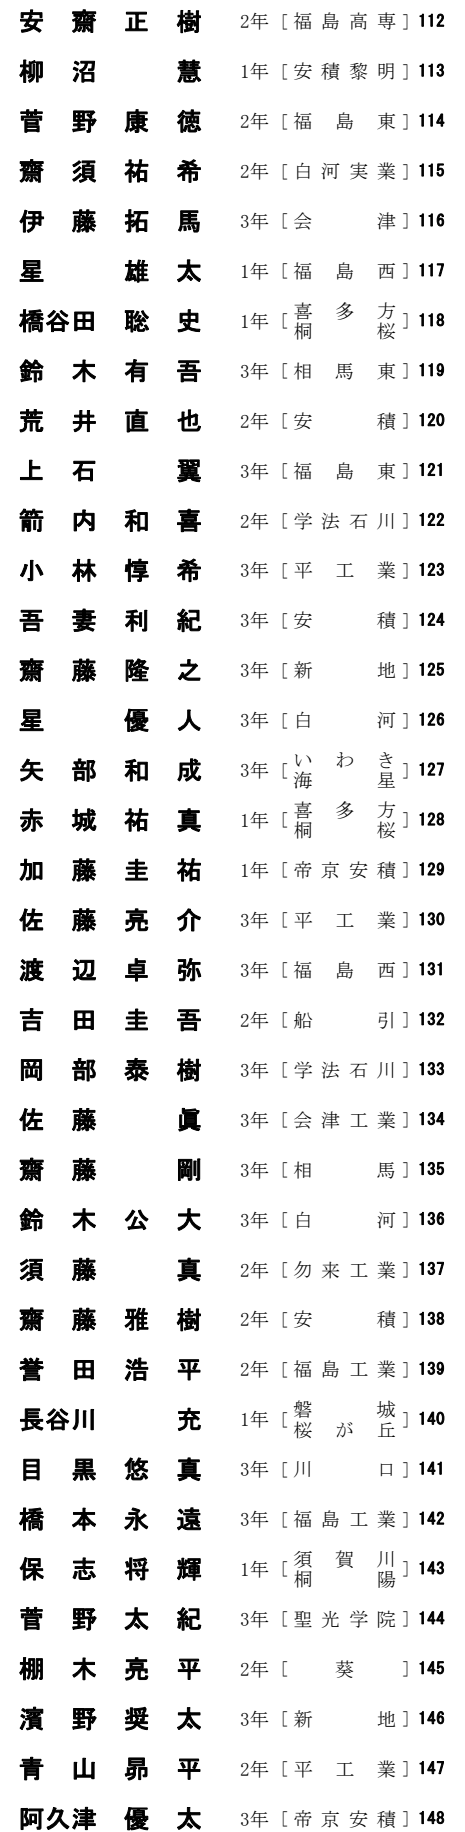 安齋正樹 2年［福島高専］112
柳沼慧 1年［安積黎明］113
菅野康徳 2年［福島東］114
齋須祐希 2年［白河実業］115
伊藤拓馬 3年［会津］116
星雄太 1年［福島西］117
橋谷田聡史 1年［喜多方桐桜］118
鈴木有吾 3年［相馬東］119
荒井直也 2年［安積］120
上石翼 3年［福島東］121
箭内和喜 2年［学法石川］122
小林惇希 3年［平工業］123
吾妻利紀 3年［安積］124
齋藤隆之 3年［新地］125
星優人 3年［白河］126
矢部和成 3年［いわき海星］127
赤城祐真 1年［喜多方桐桜］128
加藤圭祐 1年［帝京安積］129
佐藤亮介 3年［平工業］130
渡辺卓弥 3年［福島西］131
吉田圭吾 2年［船引］132
岡部泰樹 3年［学法石川］133
佐藤眞 3年［会津工業］134
齋藤剛 3年［相馬］135
鈴木公大 3年［白河］136
須藤真 2年［勿来工業］137
齋藤雅樹 2年［安積］138
誉田浩平 2年［福島工業］139
長谷川充 1年［磐城桜が丘］140
目黒悠真 3年［川口］141
橋本永遠 3年［福島工業］142
保志将輝 1年［須賀川桐陽］143
菅野太紀 3年［聖光学院］144
棚木亮平 2年［葵］145
濱野奨太 3年［新地］146
青山昴平 2年［平工業］147
阿久津優太 3年［帝京安積］148